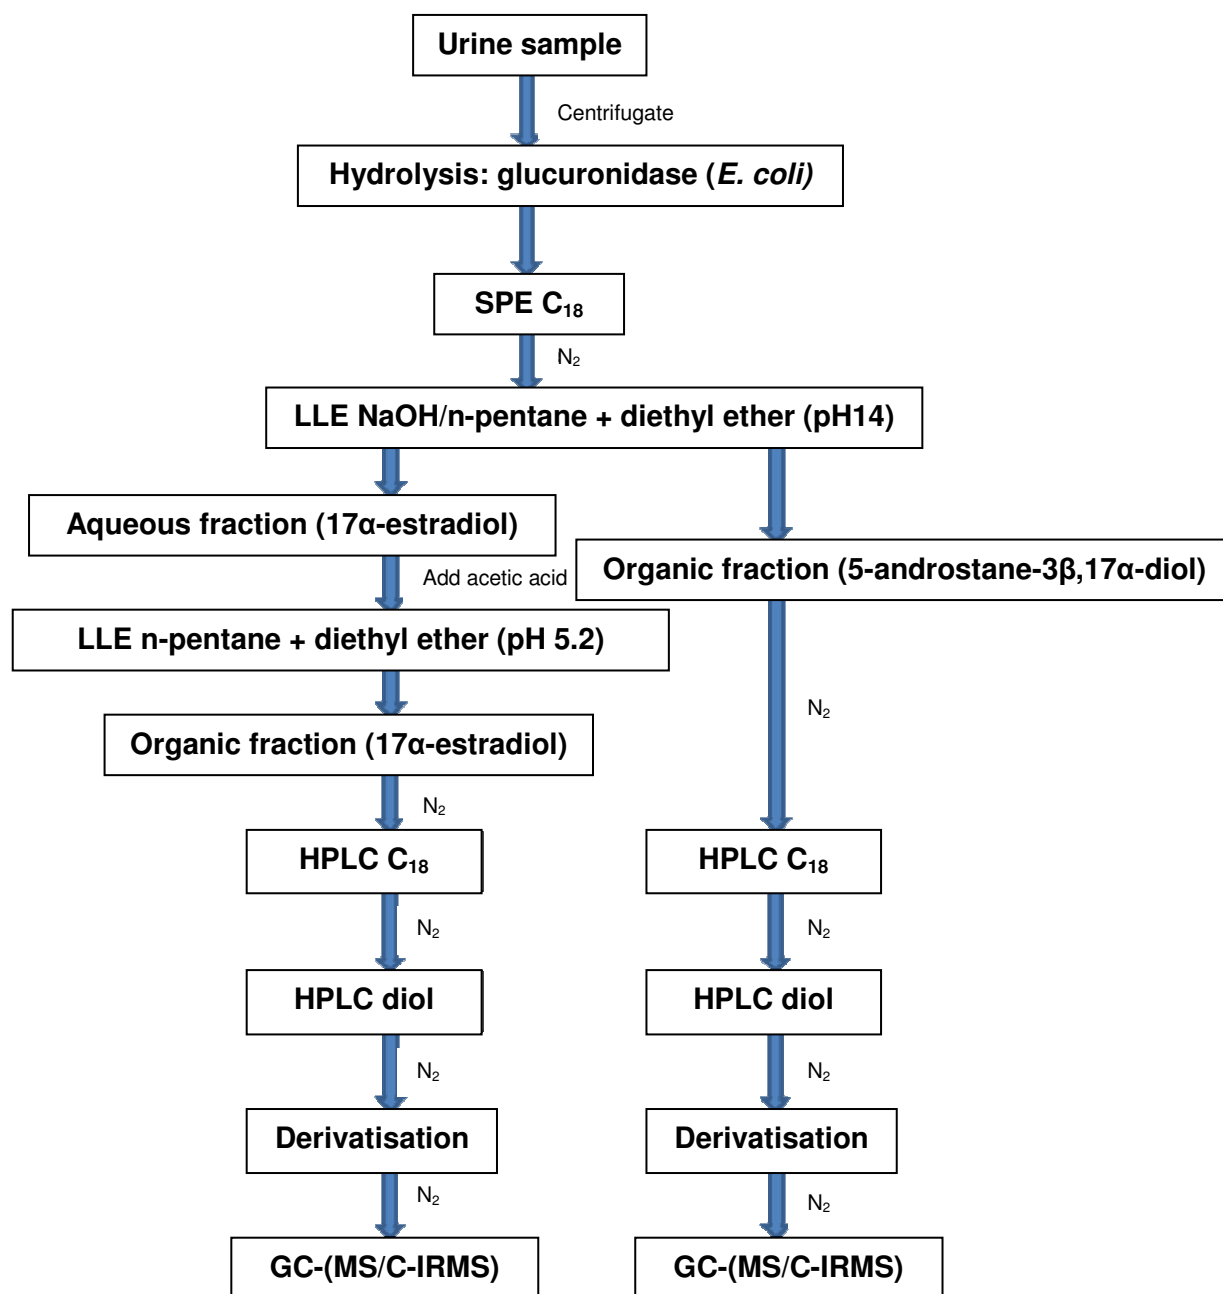 Urine sample
Centrifugate
Hydrolysis: glucuronidase (E. coli)
SPE C₁₈
N₂
LLE NaOH/n-pentane + diethyl ether (pH14)
Aqueous fraction (17α-estradiol)
Add acetic acid
Organic fraction (5-androstane-3β,17α-diol)
LLE n-pentane + diethyl ether (pH 5.2)
N₂
Organic fraction (17α-estradiol)
N₂
HPLC C₁₈
HPLC C₁₈
N₂
N₂
HPLC diol
HPLC diol
N₂
N₂
Derivatisation
Derivatisation
N₂
N₂
GC-(MS/C-IRMS)
GC-(MS/C-IRMS)